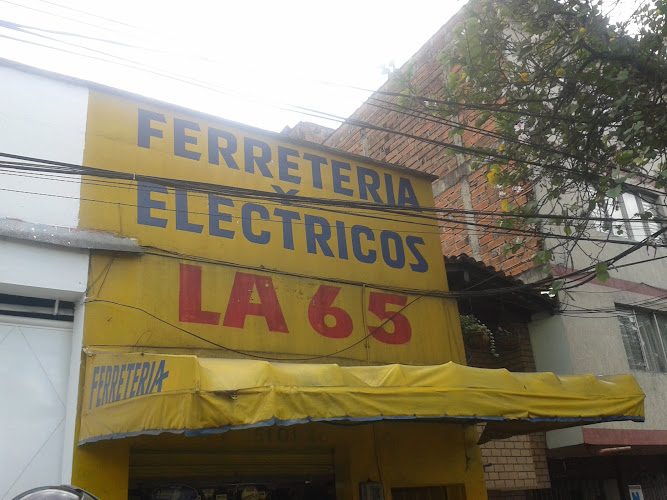 FERRETERIA
Y
ELECTRICOS
LA 65
FERRETERIA